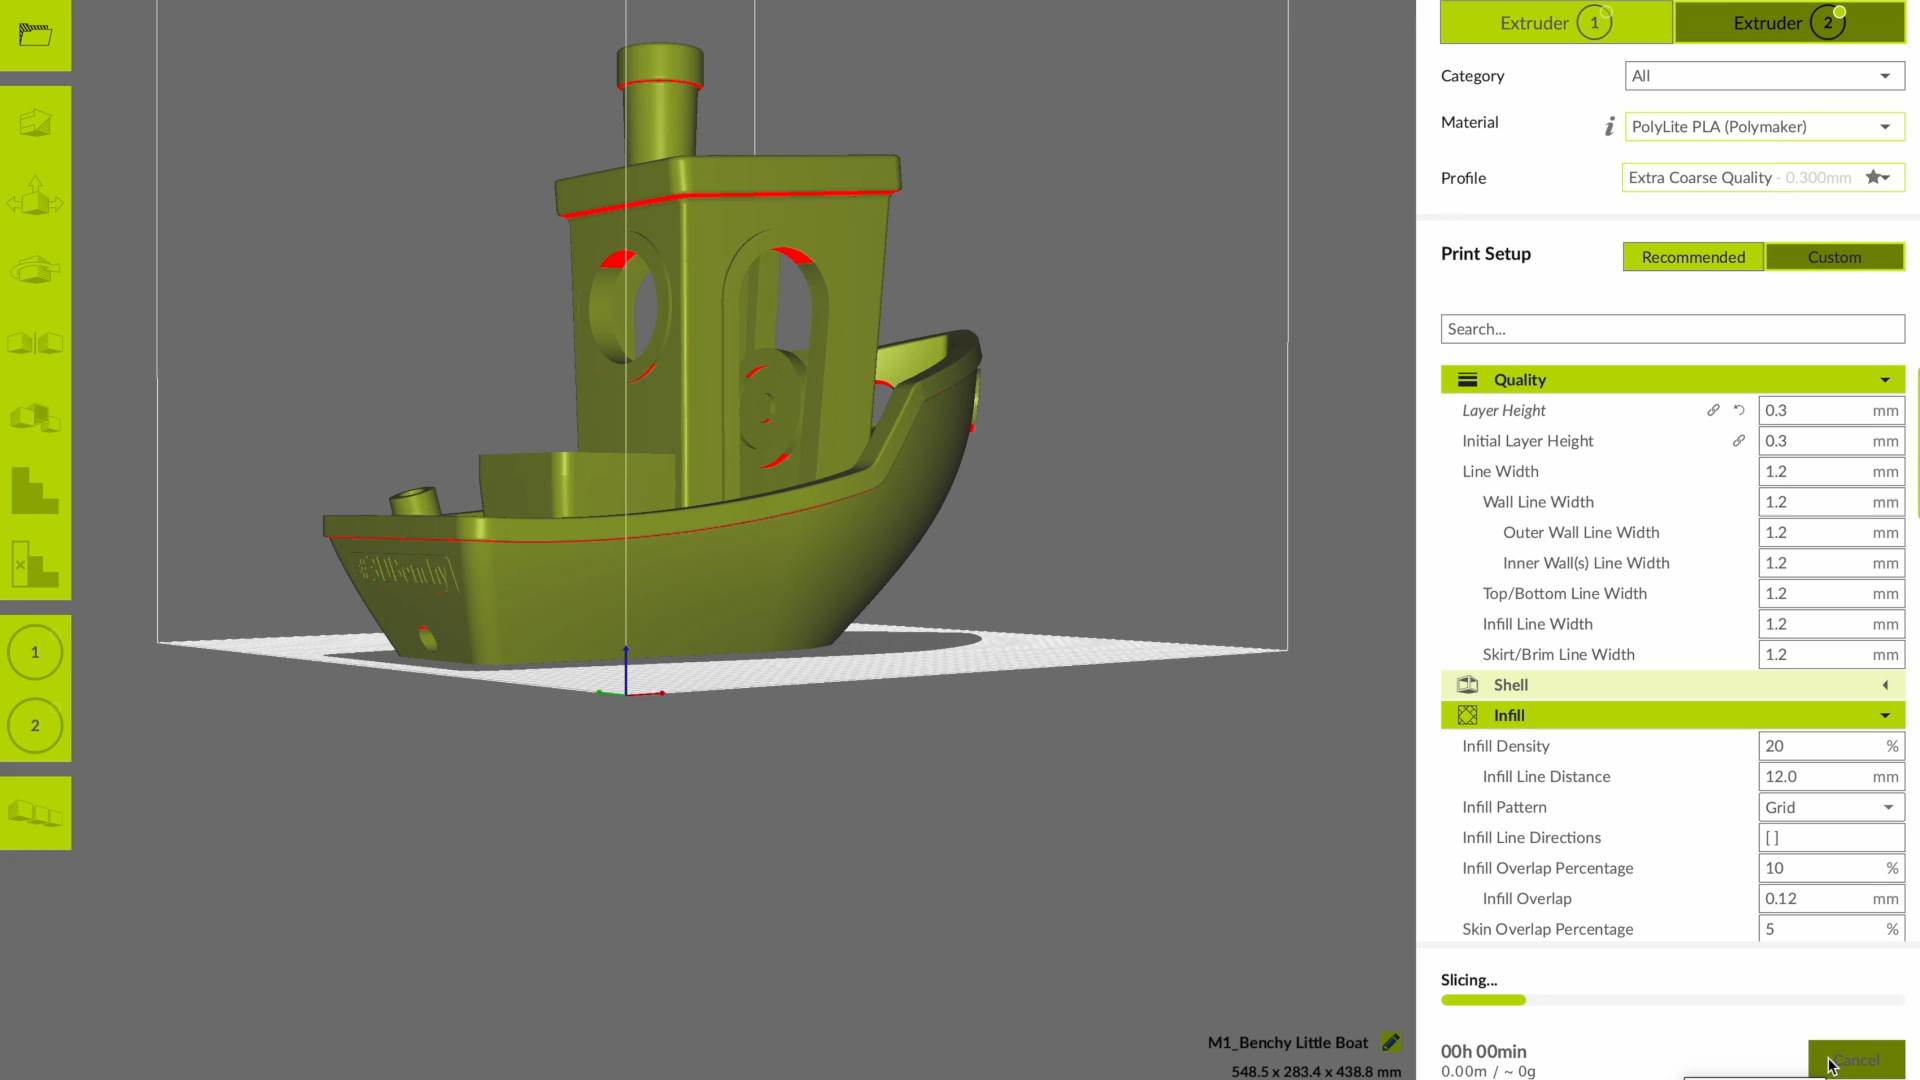 Extruder 1 Extruder 2
Category All
Material i PolyLite PLA (Polymaker)
Profile Extra Coarse Quality - 0.300mm
Print Setup Recommended Custom
Search...
Quality
Layer Height 0.3 mm
Initial Layer Height 0.3 mm
Line Width 1.2 mm
Wall Line Width 1.2 mm
Outer Wall Line Width 1.2 mm
Inner Wall(s) Line Width 1.2 mm
Top/Bottom Line Width 1.2 mm
Infill Line Width 1.2 mm
Skirt/Brim Line Width 1.2 mm
Shell
Infill
Infill Density 20 %
Infill Line Distance 12.0 mm
Infill Pattern Grid
Infill Line Directions [ ]
Infill Overlap Percentage 10 %
Infill Overlap 0.12 mm
Skin Overlap Percentage 5 %
Slicing...
00h 00min Cancel
0.00m / ~ 0g
1
2
#3DBenchy
M1_Benchy Little Boat
548.5 x 283.4 x 438.8 mm